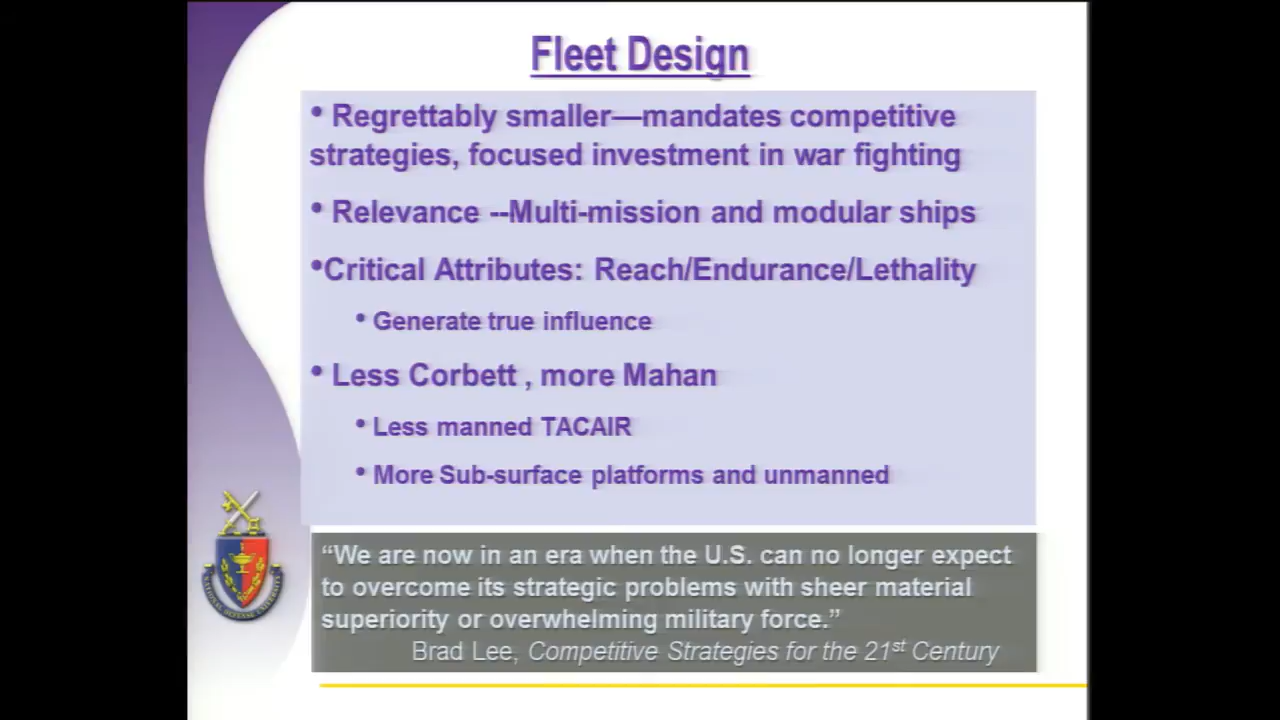 Fleet Design
• Regrettably smaller—mandates competitive
strategies, focused investment in war fighting
• Relevance --Multi-mission and modular ships
•Critical Attributes: Reach/Endurance/Lethality
• Generate true influence
• Less Corbett , more Mahan
• Less manned TACAIR
• More Sub-surface platforms and unmanned
NATIONAL DEFENSE UNIVERSITY
“We are now in an era when the U.S. can no longer expect
to overcome its strategic problems with sheer material
superiority or overwhelming military force.”
Brad Lee, Competitive Strategies for the 21st Century